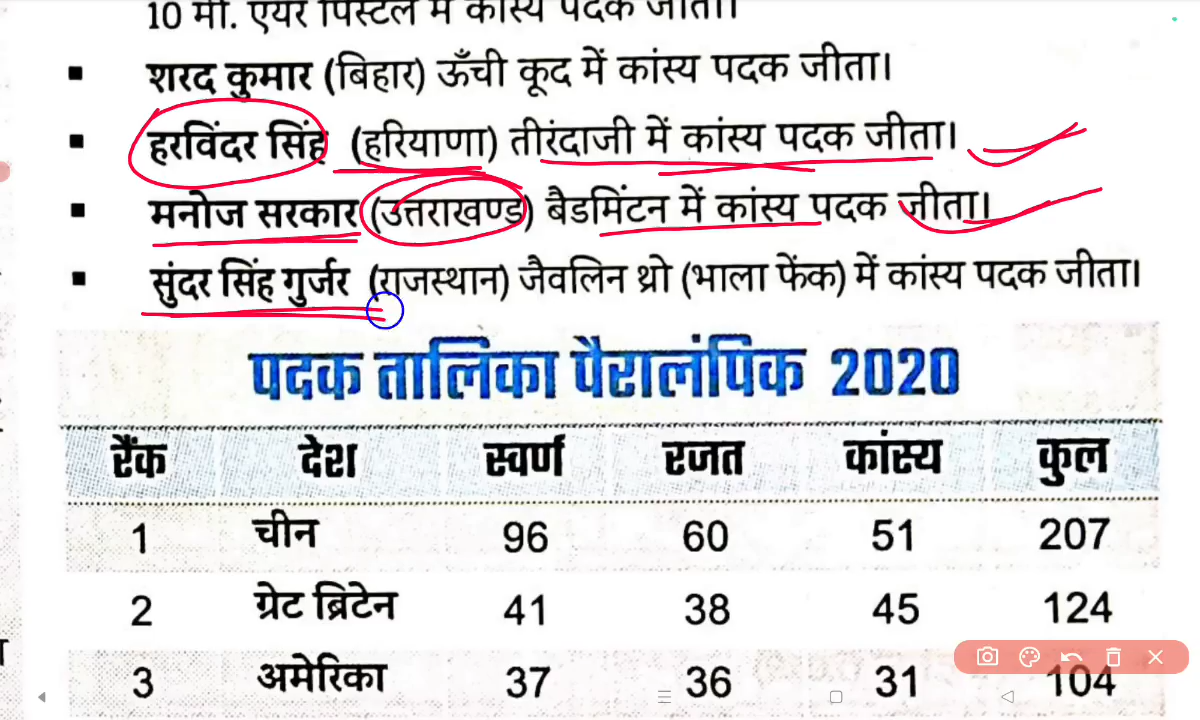 10 मी. एयर पिस्टल में कांस्य पदक जीता।
▪ शरद कुमार (बिहार) ऊँची कूद में कांस्य पदक जीता।
▪ हरविंदर सिंह (हरियाणा) तीरंदाजी में कांस्य पदक जीता।
▪ मनोज सरकार (उत्तराखण्ड) बैडमिंटन में कांस्य पदक जीता।
▪ सुंदर सिंह गुर्जर (राजस्थान) जैवलिन थ्रो (भाला फेंक) में कांस्य पदक जीता।
पदक तालिका पैरालंपिक 2020
रैंक देश स्वर्ण रजत कांस्य कुल
1 चीन 96 60 51 207
2 ग्रेट ब्रिटेन 41 38 45 124
3 अमेरिका 37 36 31 104